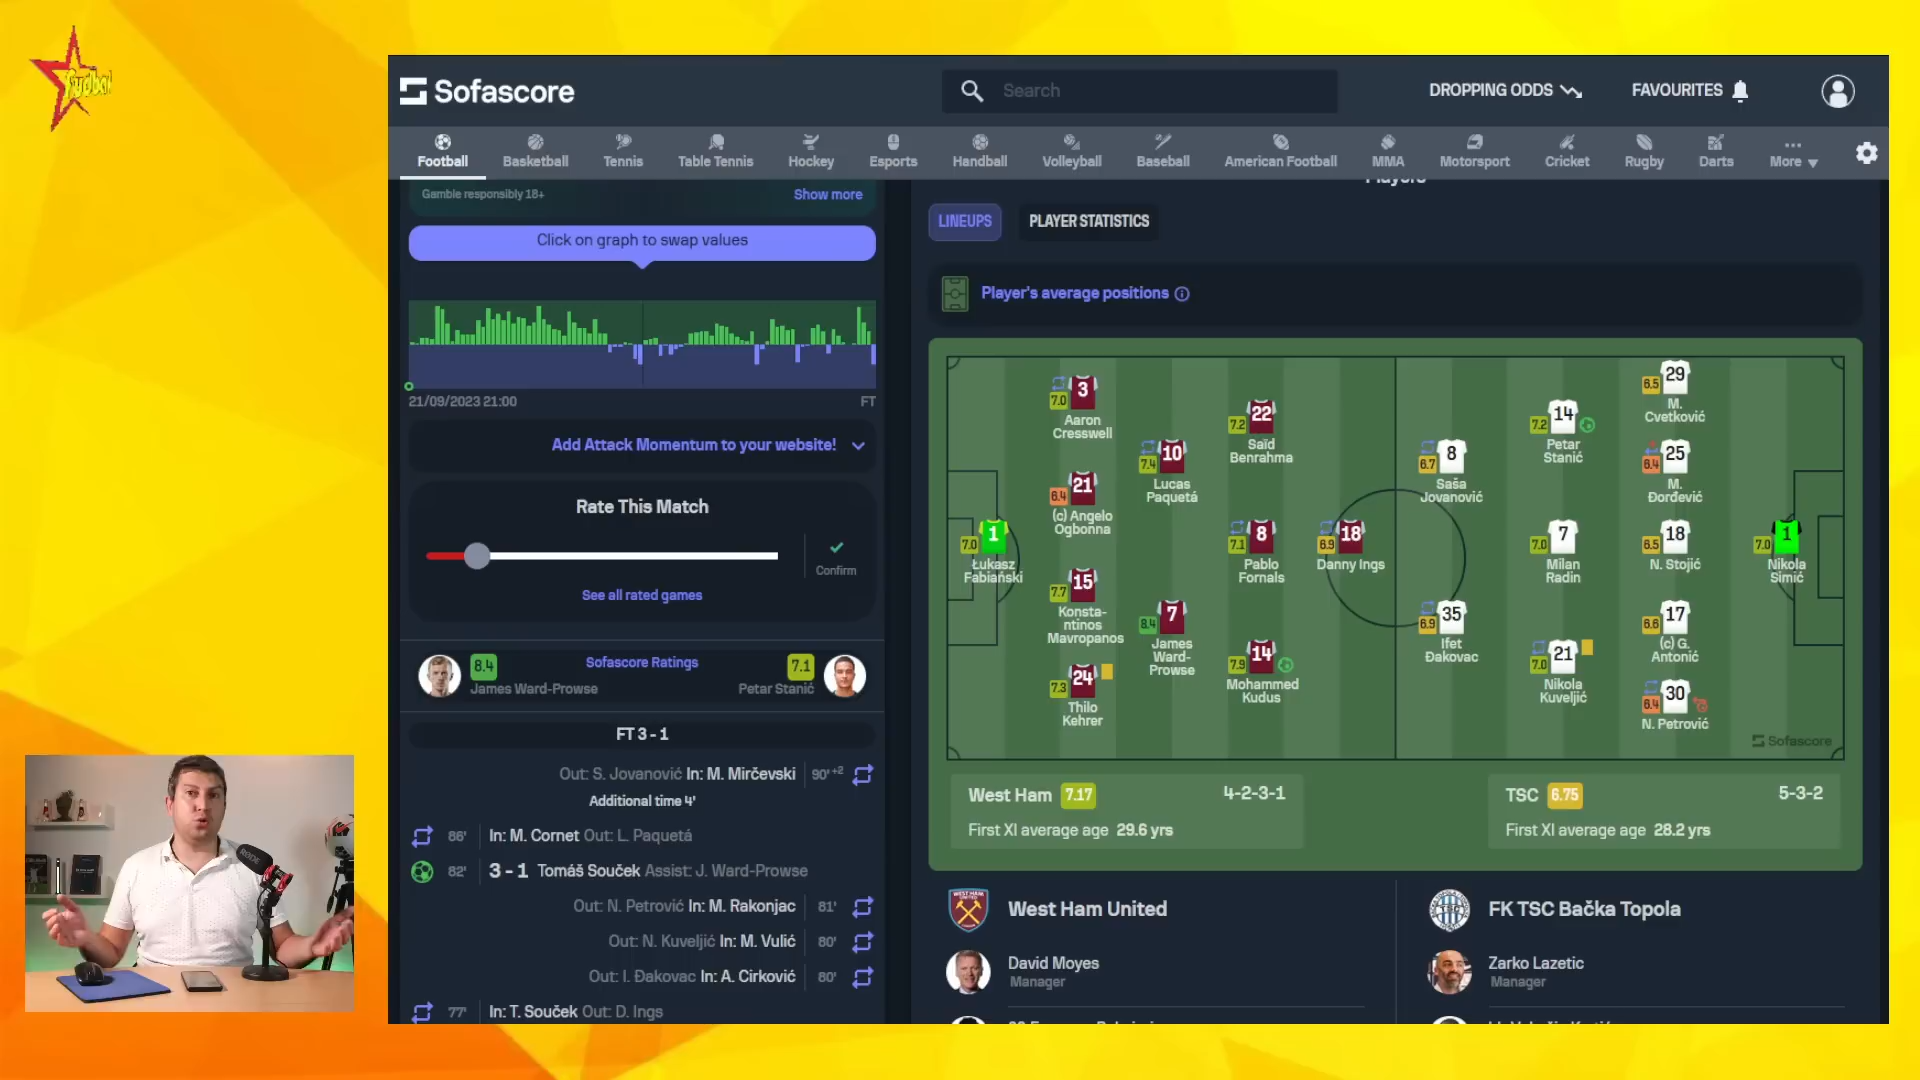 Fudbal
Sofascore
Search
DROPPING ODDS
FAVOURITES
Football
Basketball
Tennis
Table Tennis
Hockey
Esports
Handball
Volleyball
Baseball
American Football
MMA
Motorsport
Cricket
Rugby
Darts
More
Gamble responsibly 18+
Show more
Click on graph to swap values
21/09/2023 21:00
FT
Add Attack Momentum to your website!
Rate This Match
Confirm
See all rated games
8.4
James Ward-Prowse
Sofascore Ratings
7.1
Petar Stanić
FT 3 - 1
Out: S. Jovanović In: M. Mirčevski 90' +2
Additional time 4'
86' In: M. Cornet Out: L. Paquetá
82' 3 - 1 Tomáš Souček Assist: J. Ward-Prowse
Out: N. Petrović In: M. Rakonjac 81'
Out: N. Kuveljić In: M. Vulić 80'
Out: I. Đakovac In: A. Cirković 80'
77' In: T. Souček Out: D. Ings
Players
LINEUPS
PLAYER STATISTICS
Player's average positions
1
7.0
Łukasz
Fabiański
3
7.0
Aaron
Cresswell
21
6.4
(c) Angelo
Ogbonna
15
7.7
Konsta-
ntinos
Mavropanos
24
7.3
Thilo
Kehrer
10
7.4
Lucas
Paquetá
7
8.4
James
Ward-
Prowse
22
7.2
Saïd
Benrahma
8
7.1
Pablo
Fornals
14
7.9
Mohammed
Kudus
18
6.9
Danny Ings
8
6.7
Saša
Jovanović
35
6.9
Ifet
Đakovac
14
7.2
Petar
Stanić
7
7.0
Milan
Radin
21
7.0
Nikola
Kuveljić
29
6.5
M.
Cvetković
25
6.4
M.
Đorđević
18
6.5
N. Stojić
17
6.6
(c) G.
Antonić
30
6.4
N. Petrović
1
7.0
Nikola
Simić
Sofascore
West Ham 7.17 4-2-3-1
First XI average age 29.6 yrs
TSC 6.75 5-3-2
First XI average age 28.2 yrs
West Ham United
David Moyes
Manager
FK TSC Bačka Topola
Zarko Lazetic
Manager
RØDE